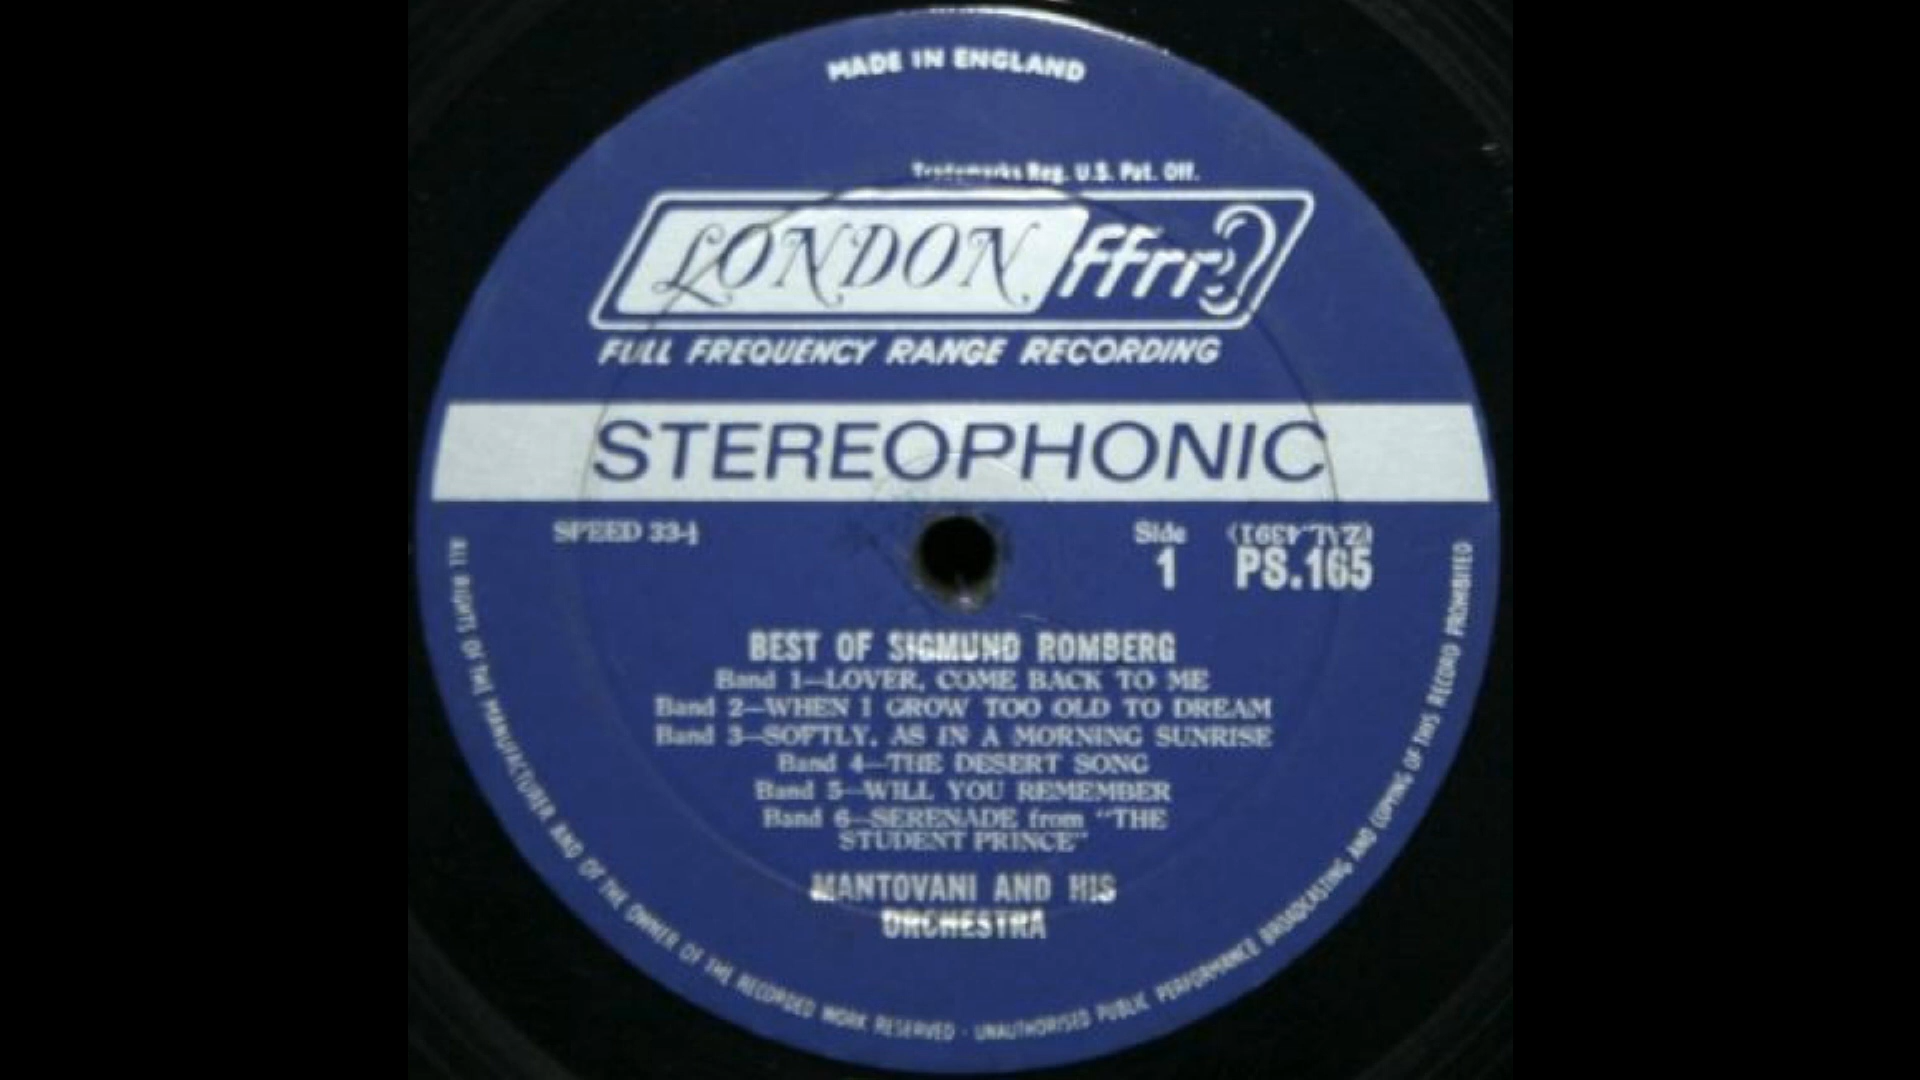 MADE IN ENGLAND
Trademarks Reg. U.S. Pat. Off.
LONDON ffrr
FULL FREQUENCY RANGE RECORDING
STEREOPHONIC
SPEED 33⅓
Side (ZAL.4391)
1 PS.165
BEST OF SIGMUND ROMBERG
Band 1—LOVER, COME BACK TO ME
Band 2—WHEN I GROW TOO OLD TO DREAM
Band 3—SOFTLY, AS IN A MORNING SUNRISE
Band 4—THE DESERT SONG
Band 5—WILL YOU REMEMBER
Band 6—SERENADE from "THE
STUDENT PRINCE"
MANTOVANI AND HIS
ORCHESTRA
ALL RIGHTS OF THE MANUFACTURER AND OF THE OWNER OF THE RECORDED WORK RESERVED · UNAUTHORISED PUBLIC PERFORMANCE BROADCASTING AND COPYING OF THIS RECORD PROHIBITED